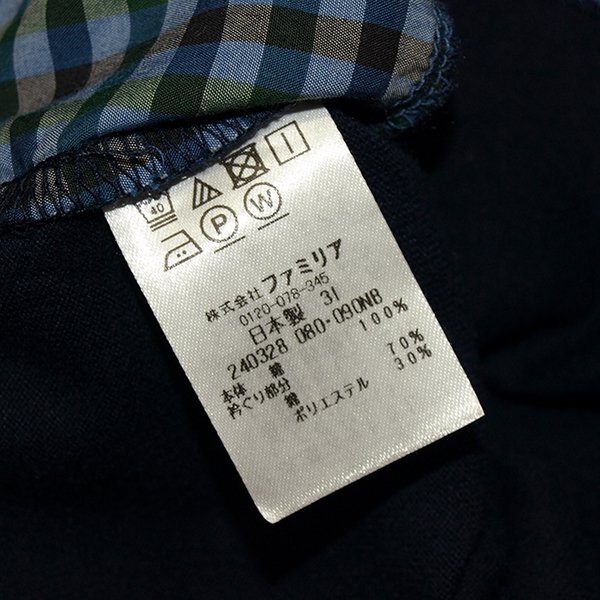 40
P W
株式会社 ファミリア
0120-078-345
日本製 31
240328 080-090NB
本体 綿 100%
衿ぐり部分 綿 70%
ポリエステル 30%